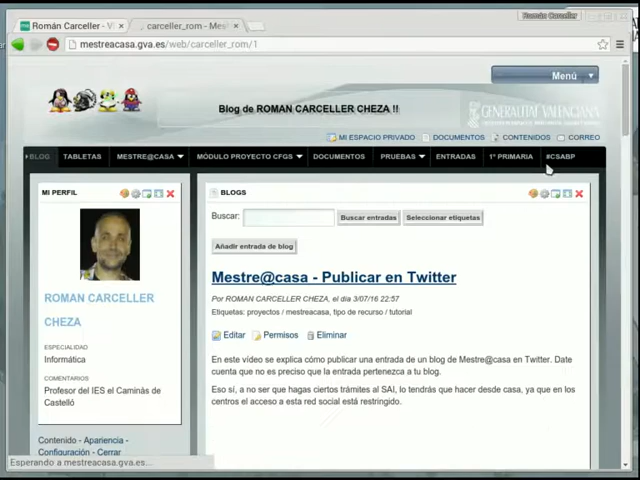 Román Carceller
Román Carceller - V
carceller_rom - Mes
mestreacasa.gva.es/web/carceller_rom/1
Menú
Blog de ROMAN CARCELLER CHEZA !!
GENERALITAT VALENCIANA
MI ESPACIO PRIVADO DOCUMENTOS CONTENIDOS CORREO
BLOG TABLETAS MESTRE@CASA MÓDULO PROYECTO CFGS DOCUMENTOS PRUEBAS ENTRADAS 1º PRIMARIA #CSABP
MI PERFIL
ROMAN CARCELLER
CHEZA
ESPECIALIDAD
Informática
COMENTARIOS
Profesor del IES el Caminàs de
Castelló
Contenido - Apariencia -
Configuración - Cerrar
BLOGS
Buscar: Buscar entradas Seleccionar etiquetas
Añadir entrada de blog
Mestre@casa - Publicar en Twitter
Por ROMAN CARCELLER CHEZA, el día 3/07/16 22:57
Etiquetas: proyectos / mestreacasa, tipo de recurso / tutorial
Editar Permisos Eliminar
En este vídeo se explica cómo publicar una entrada de un blog de Mestre@casa en Twitter. Date
cuenta que no es preciso que la entrada pertenezca a tu blog.
Eso sí, a no ser que hagas ciertos trámites al SAI, lo tendrás que hacer desde casa, ya que en los
centros el acceso a esta red social está restringido.
Esperando a mestreacasa.gva.es...